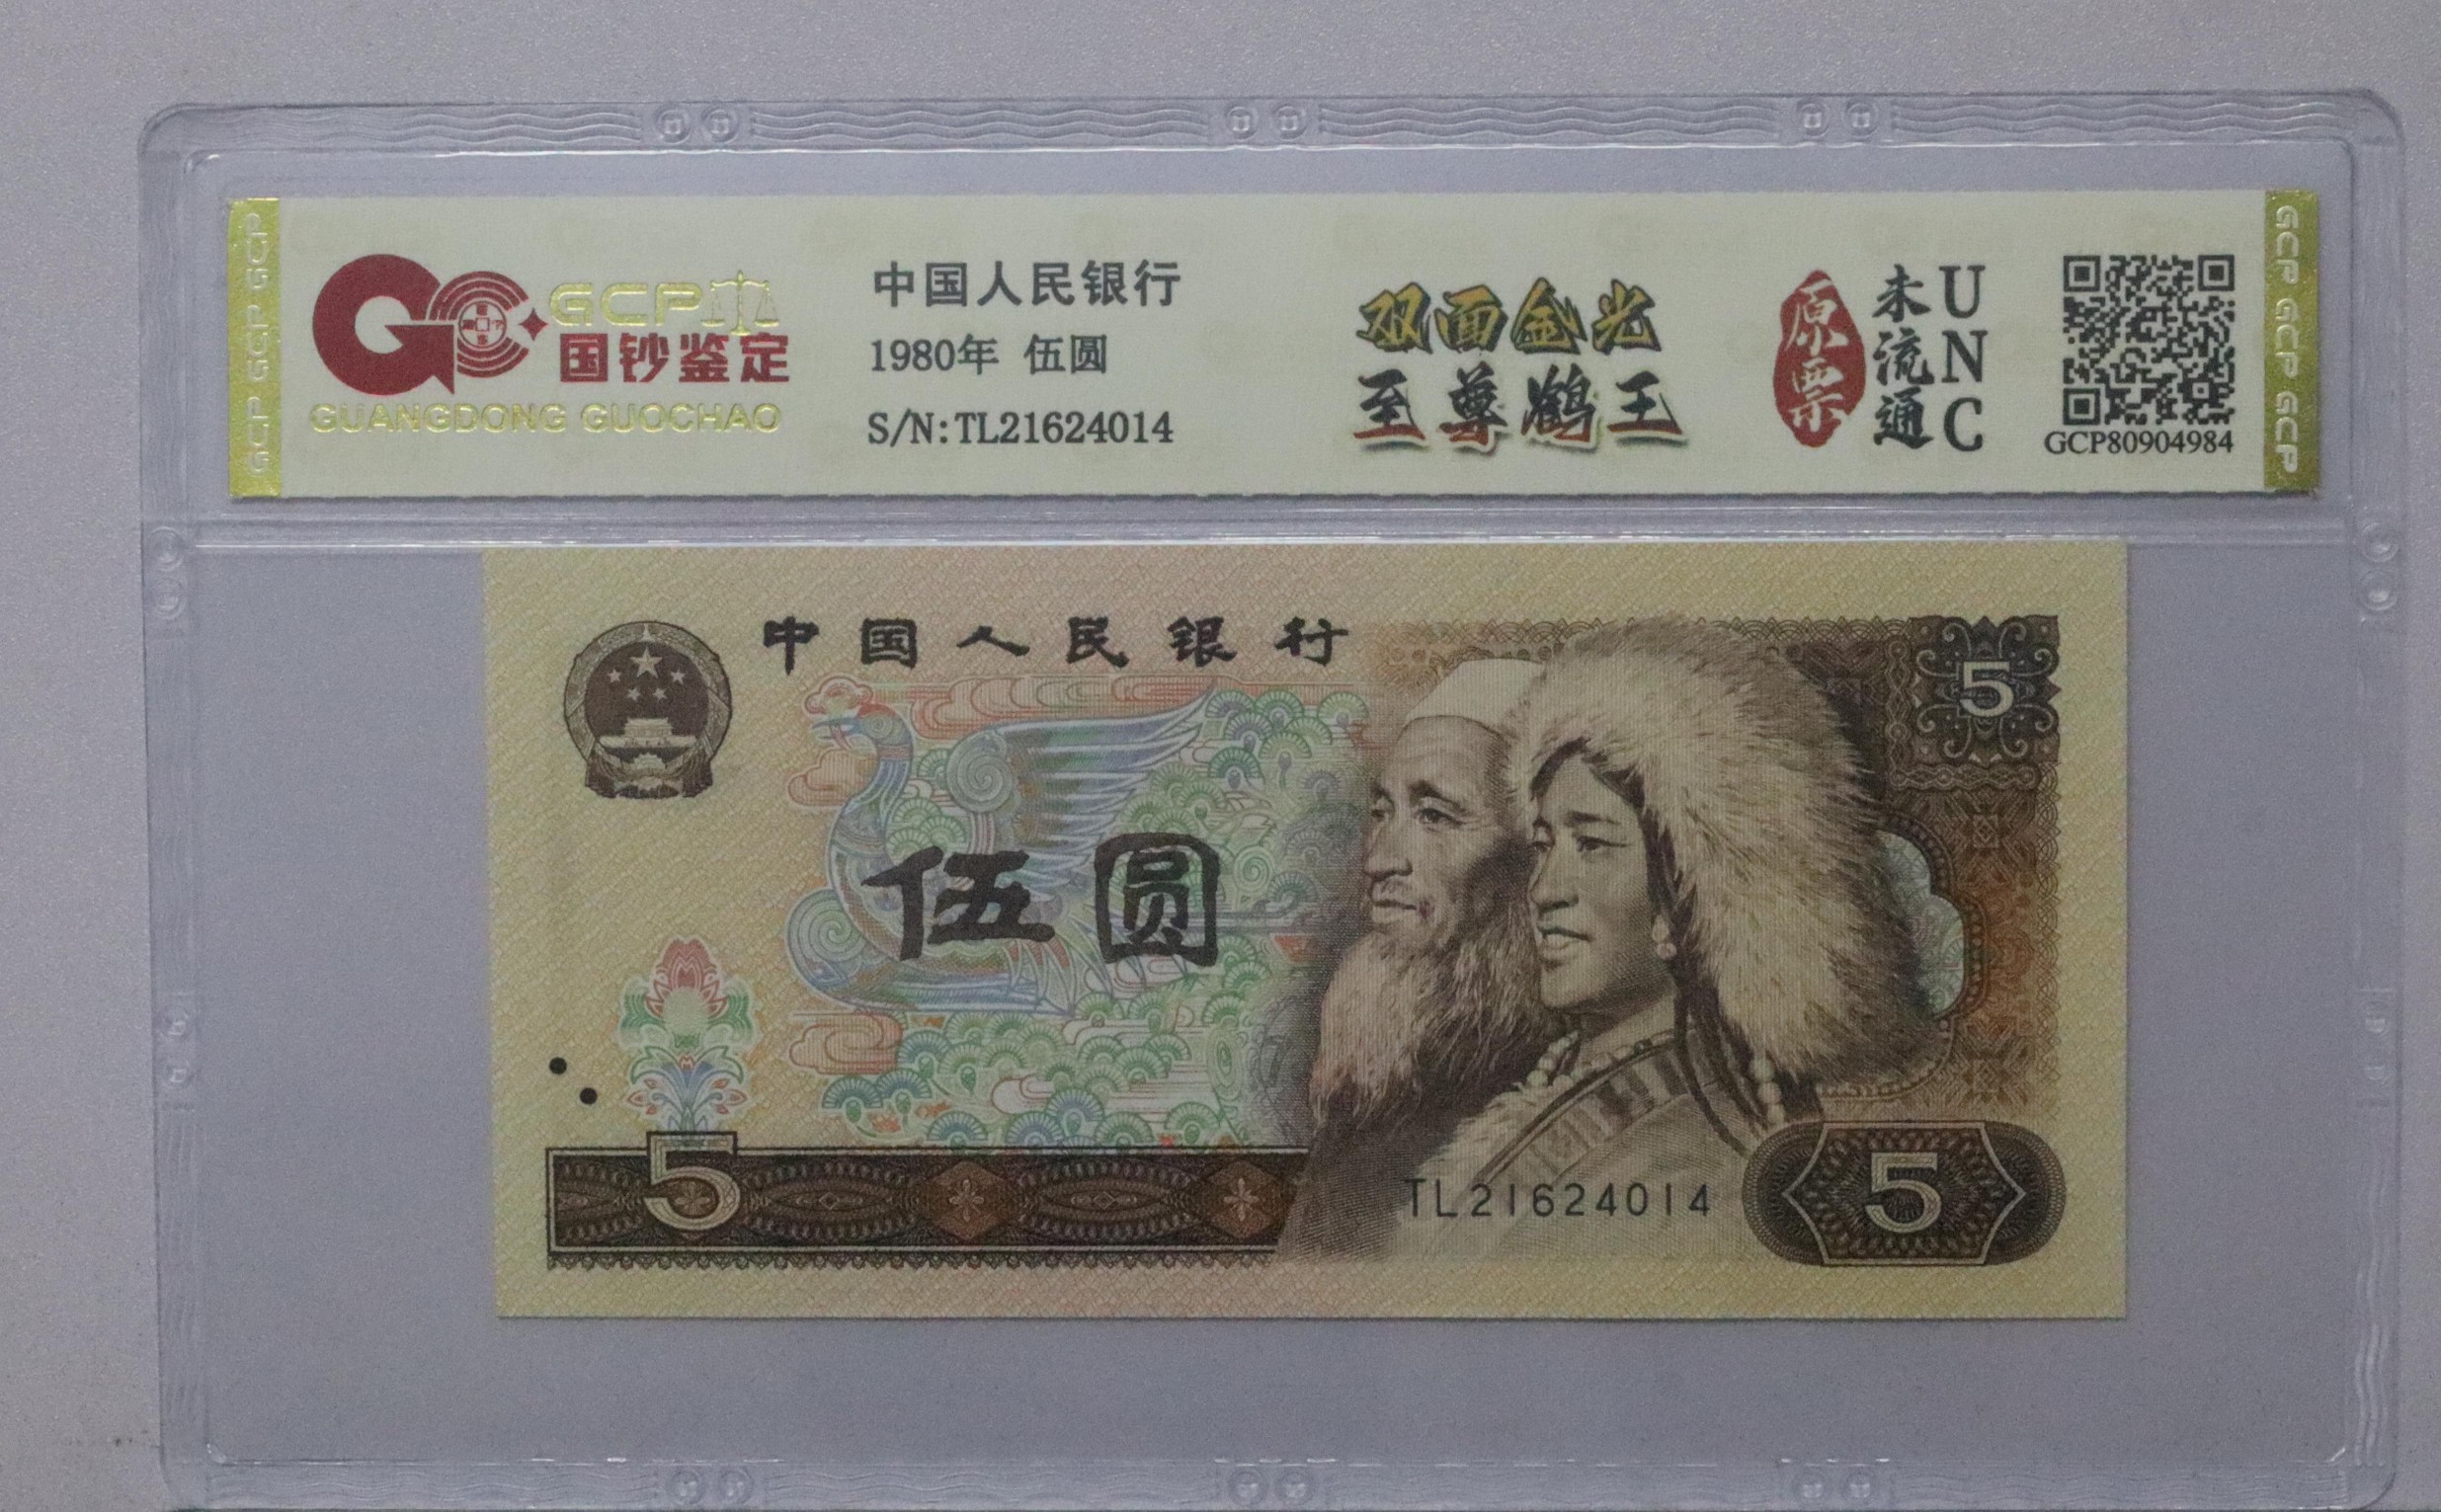 GCP
国钞鉴定
GUANGDONG GUOCHAO
中国人民银行
1980年 伍圆
S/N:TL21624014
双面金光
至尊鹤王
原票
未流通
UNC
GCP80904984
GCP GCP GCP
GCP GCP GCP
中国人民银行
5
伍圆
5
TL21624014
5